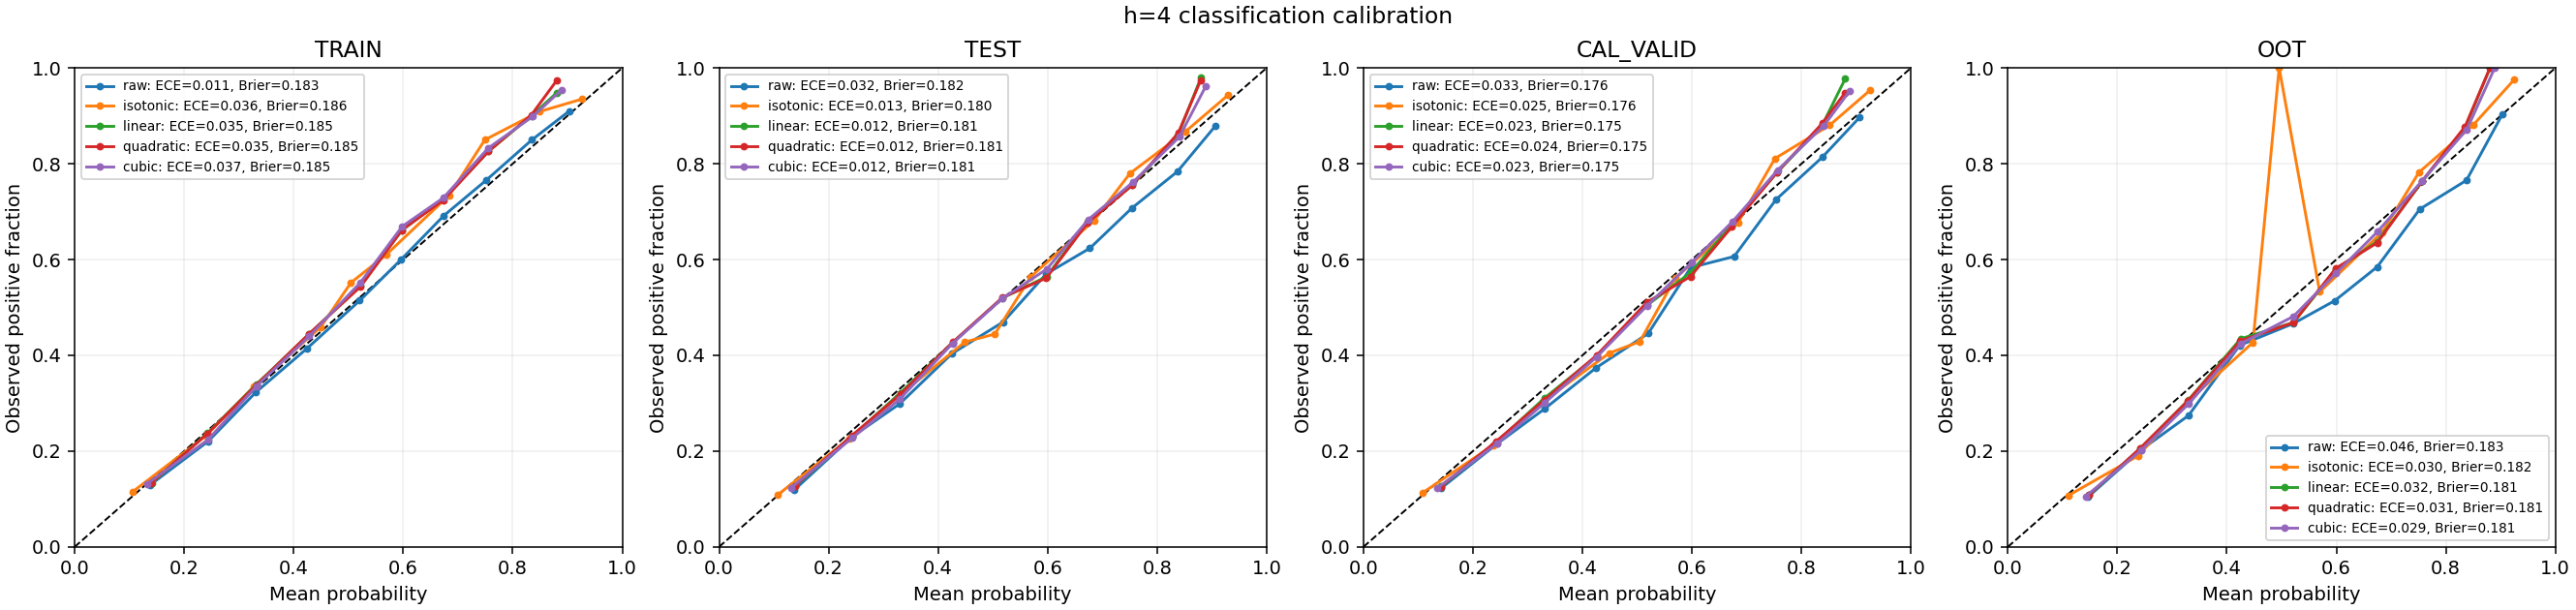 h=4 classification calibration
TRAIN
raw: ECE=0.011, Brier=0.183
isotonic: ECE=0.036, Brier=0.186
linear: ECE=0.035, Brier=0.185
quadratic: ECE=0.035, Brier=0.185
cubic: ECE=0.037, Brier=0.185
Observed positive fraction
1.0
0.8
0.6
0.4
0.2
0.0
0.0 0.2 0.4 0.6 0.8 1.0
Mean probability
TEST
raw: ECE=0.032, Brier=0.182
isotonic: ECE=0.013, Brier=0.180
linear: ECE=0.012, Brier=0.181
quadratic: ECE=0.012, Brier=0.181
cubic: ECE=0.012, Brier=0.181
Observed positive fraction
1.0
0.8
0.6
0.4
0.2
0.0
0.0 0.2 0.4 0.6 0.8 1.0
Mean probability
CAL_VALID
raw: ECE=0.033, Brier=0.176
isotonic: ECE=0.025, Brier=0.176
linear: ECE=0.023, Brier=0.175
quadratic: ECE=0.024, Brier=0.175
cubic: ECE=0.023, Brier=0.175
Observed positive fraction
1.0
0.8
0.6
0.4
0.2
0.0
0.0 0.2 0.4 0.6 0.8 1.0
Mean probability
OOT
Observed positive fraction
1.0
0.8
0.6
0.4
0.2
0.0
raw: ECE=0.046, Brier=0.183
isotonic: ECE=0.030, Brier=0.182
linear: ECE=0.032, Brier=0.181
quadratic: ECE=0.031, Brier=0.181
cubic: ECE=0.029, Brier=0.181
0.0 0.2 0.4 0.6 0.8 1.0
Mean probability